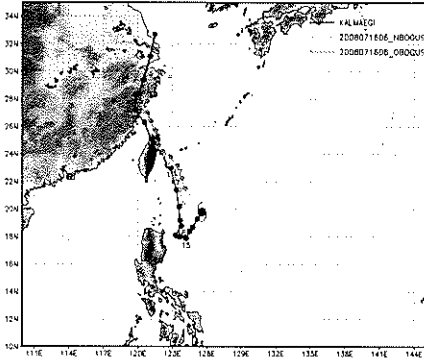 34N
32N
30N
28N
26N
24N
22N
20N
18N
16N
14N
12N
10N
KALMAEGI
2008071606_NBOGUS
2008071606_OBOGUS
15
111E 114E 117E 120E 123E 126E 129E 132E 135E 138E 141E 144E